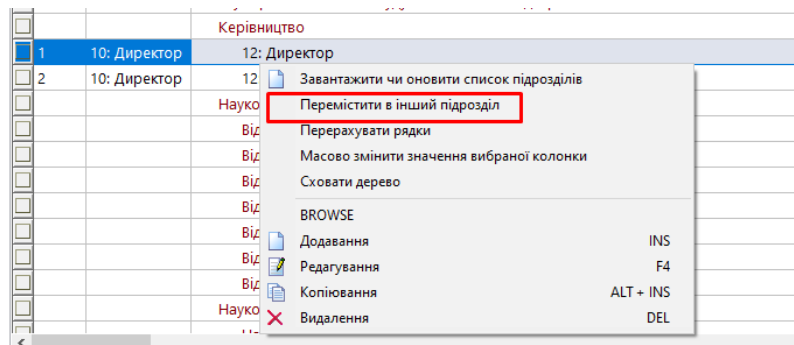 Керівництво
1 10: Директор 12: Директор
2 10: Директор 12
Завантажити чи оновити список підрозділів
Науко
Перемістити в інший підрозділ
Від
Перерахувати рядки
Від
Масово змінити значення вибраної колонки
Від
Сховати дерево
Від
BROWSE
Від
Додавання INS
Від
Редагування F4
Від
Копіювання ALT + INS
Науко
Видалення DEL